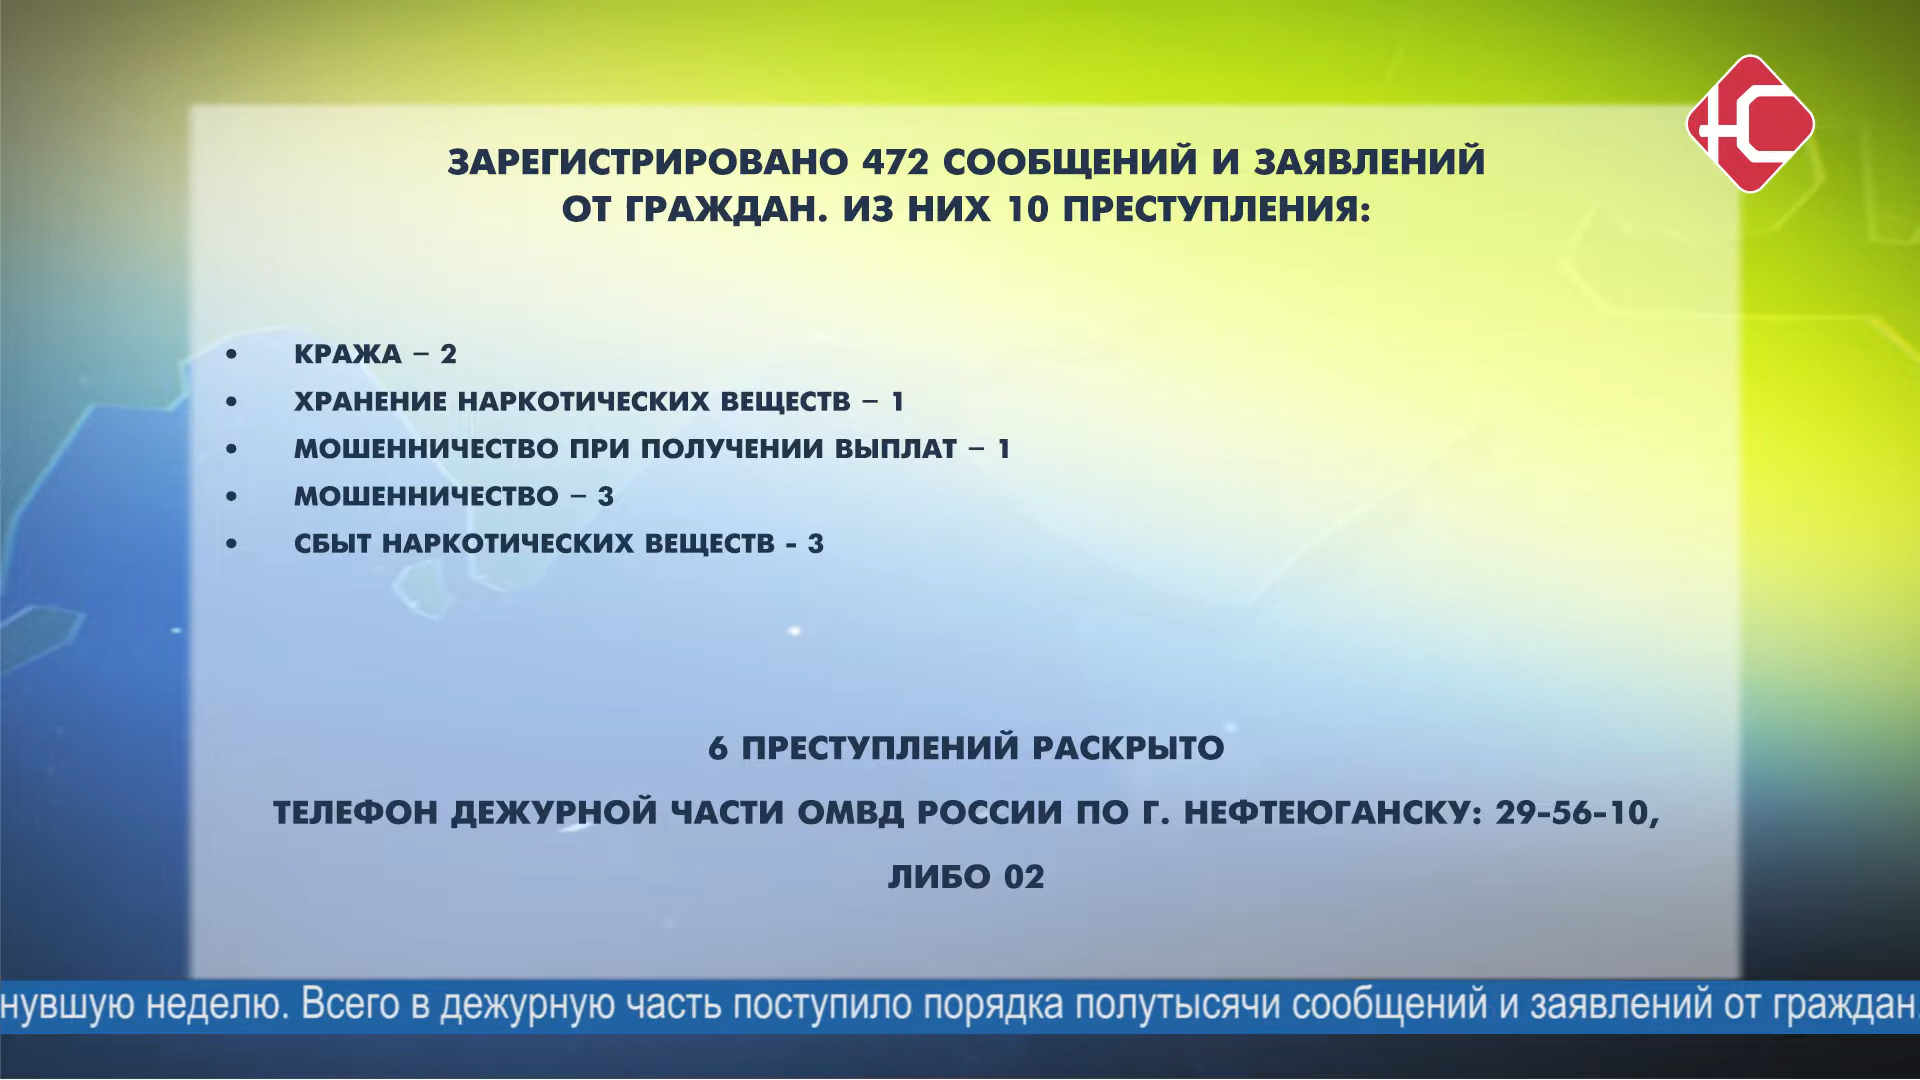 ЮС
ЗАРЕГИСТРИРОВАНО 472 СООБЩЕНИЙ И ЗАЯВЛЕНИЙ
ОТ ГРАЖДАН. ИЗ НИХ 10 ПРЕСТУПЛЕНИЯ:
• КРАЖА – 2
• ХРАНЕНИЕ НАРКОТИЧЕСКИХ ВЕЩЕСТВ – 1
• МОШЕННИЧЕСТВО ПРИ ПОЛУЧЕНИИ ВЫПЛАТ – 1
• МОШЕННИЧЕСТВО – 3
• СБЫТ НАРКОТИЧЕСКИХ ВЕЩЕСТВ - 3
6 ПРЕСТУПЛЕНИЙ РАСКРЫТО
ТЕЛЕФОН ДЕЖУРНОЙ ЧАСТИ ОМВД РОССИИ ПО Г. НЕФТЕЮГАНСКУ: 29-56-10,
ЛИБО 02
нувшую неделю. Всего в дежурную часть поступило порядка полутысячи сообщений и заявлений от граждан.